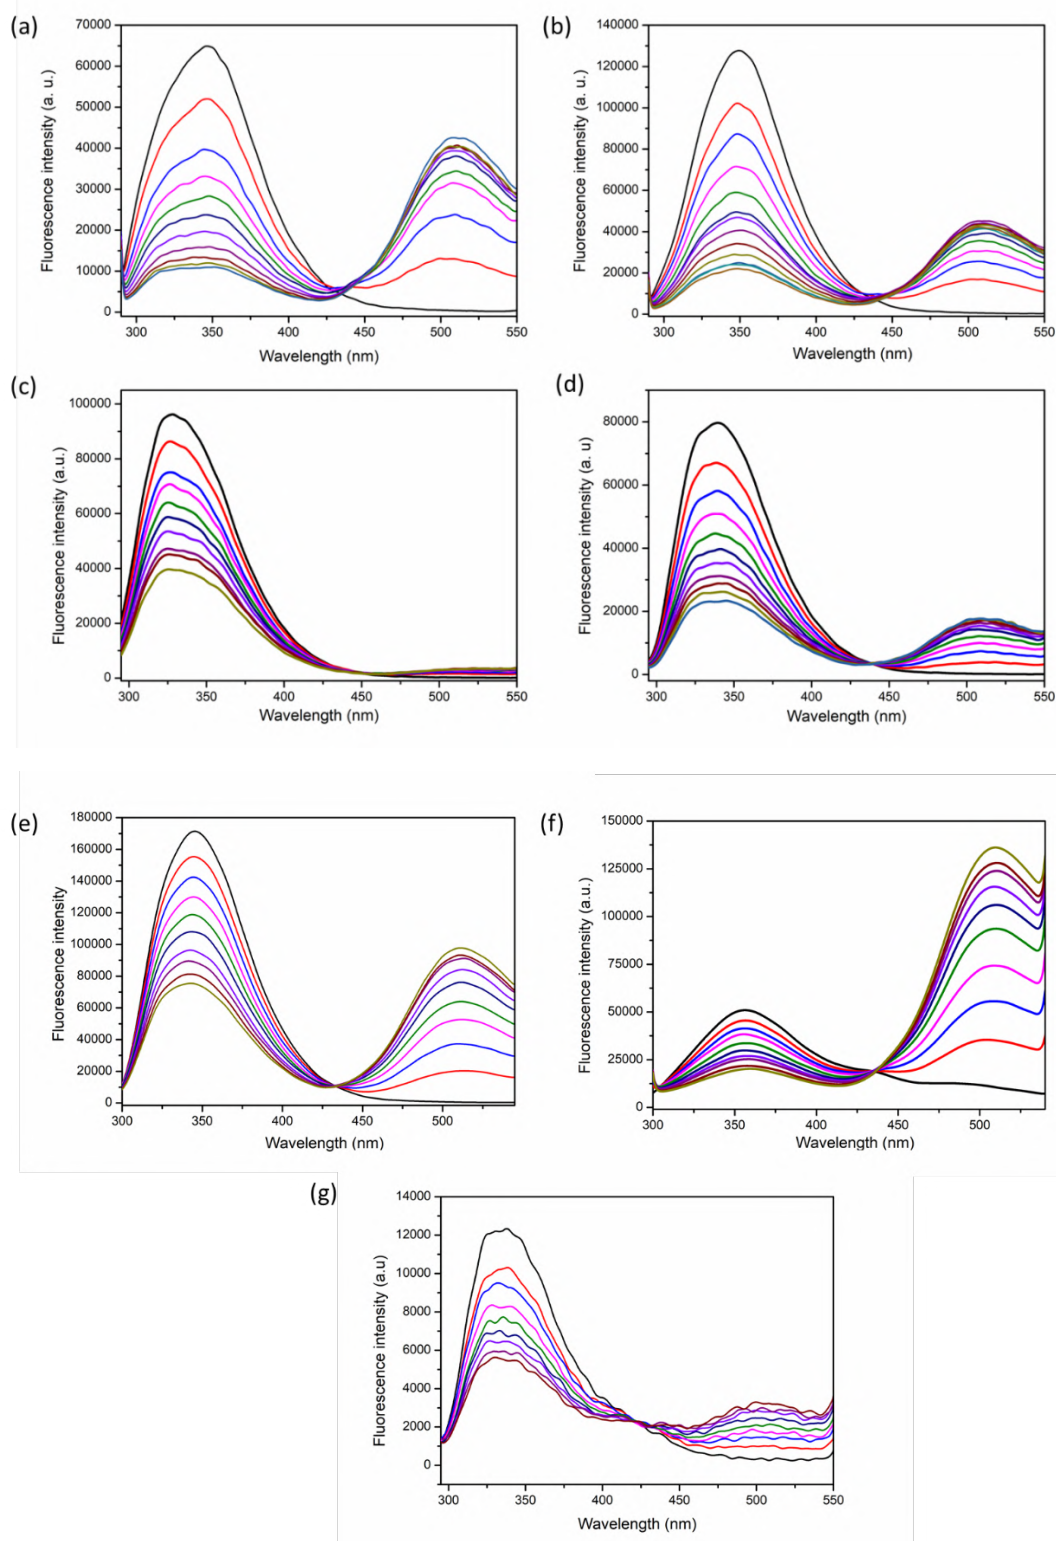 (a)
70000
60000
50000
40000
30000
20000
10000
0
Fluorescence intensity (a. u.)
300 350 400 450 500 550
Wavelength (nm)
(b)
140000
120000
100000
80000
60000
40000
20000
0
Fluorescence intensity (a. u.)
300 350 400 450 500 550
Wavelength (nm)
(c)
100000
80000
60000
40000
20000
0
Fluorescence intensity (a.u.)
300 350 400 450 500 550
Wavelength (nm)
(d)
80000
60000
40000
20000
0
Fluorescence intensity (a. u)
300 350 400 450 500 550
Wavelength (nm)
(e)
180000
160000
140000
120000
100000
80000
60000
40000
20000
0
Fluorescence intensity
300 350 400 450 500
Wavelength (nm)
(f)
150000
125000
100000
75000
50000
25000
0
Fluorescence intensity (a.u.)
300 350 400 450 500
Wavelength (nm)
(g)
14000
12000
10000
8000
6000
4000
2000
0
Fluorescence intensity (a.u)
300 350 400 450 500 550
Wavelength (nm)